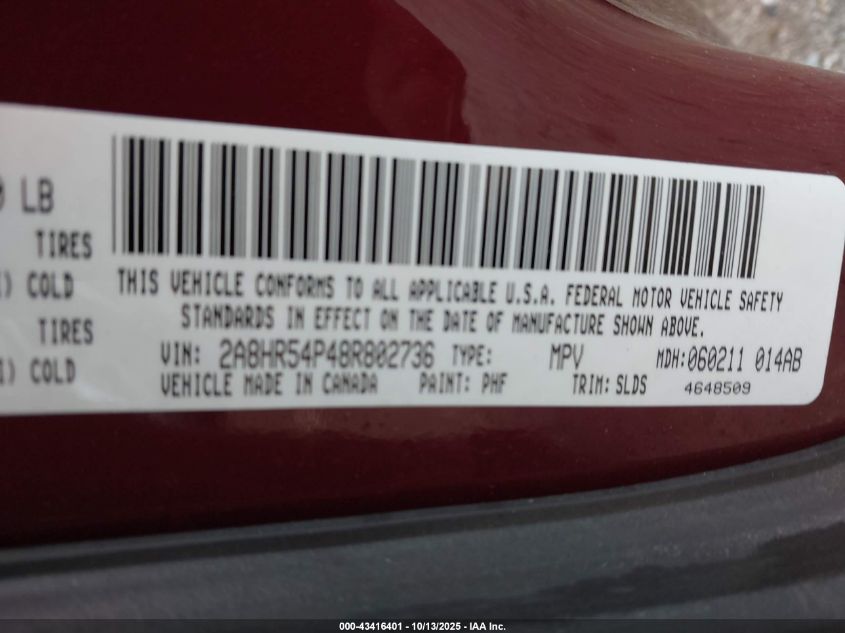 LB
TIRES
COLD
TIRES
COLD
THIS VEHICLE CONFORMS TO ALL APPLICABLE U.S.A. FEDERAL MOTOR VEHICLE SAFETY
STANDARDS IN EFFECT ON THE DATE OF MANUFACTURE SHOWN ABOVE.
VIN: 2A8HR54P48R802736 TYPE: MPV MDH:060211 014AB
VEHICLE MADE IN CANADA PAINT: PHF TRIM: SLDS 4648509
000-43416401 - 10/13/2025 - IAA Inc.